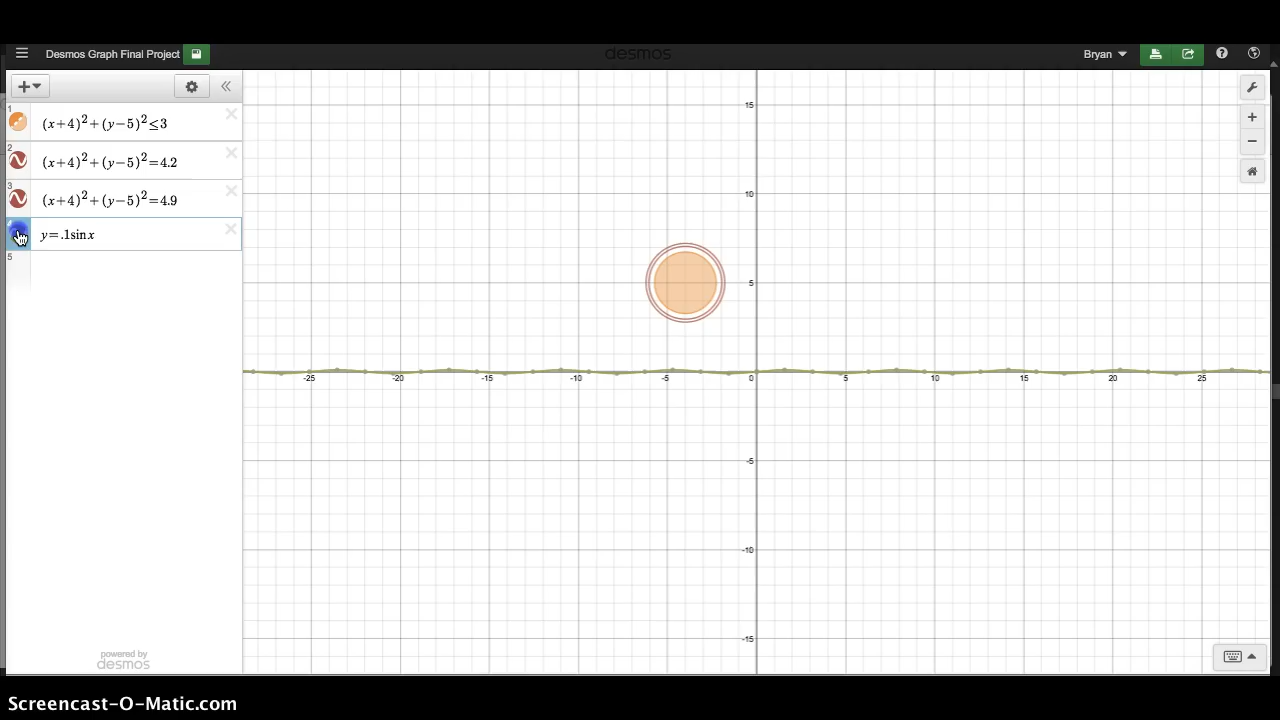 Desmos Graph Final Project
desmos
Bryan
1
(x+4)²+(y−5)²≤3
2
(x+4)²+(y−5)²=4.2
3
(x+4)²+(y−5)²=4.9
y=.1sinx
5
15
10
5
-25 -20 -15 -10 -5 0 5 10 15 20 25
-5
-10
-15
powered by
desmos
Screencast-O-Matic.com